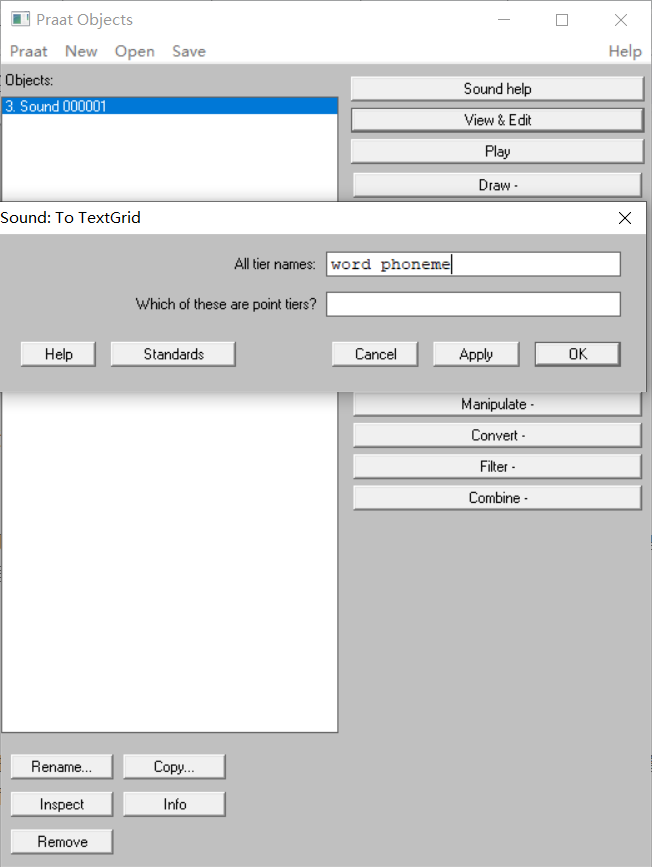 Praat Objects
Praat New Open Save Help
Objects:
3. Sound 000001
Sound help
View & Edit
Play
Draw -
Sound: To TextGrid
All tier names: word phoneme
Which of these are point tiers?
Help Standards Cancel Apply OK
Manipulate -
Convert -
Filter -
Combine -
Rename... Copy...
Inspect Info
Remove